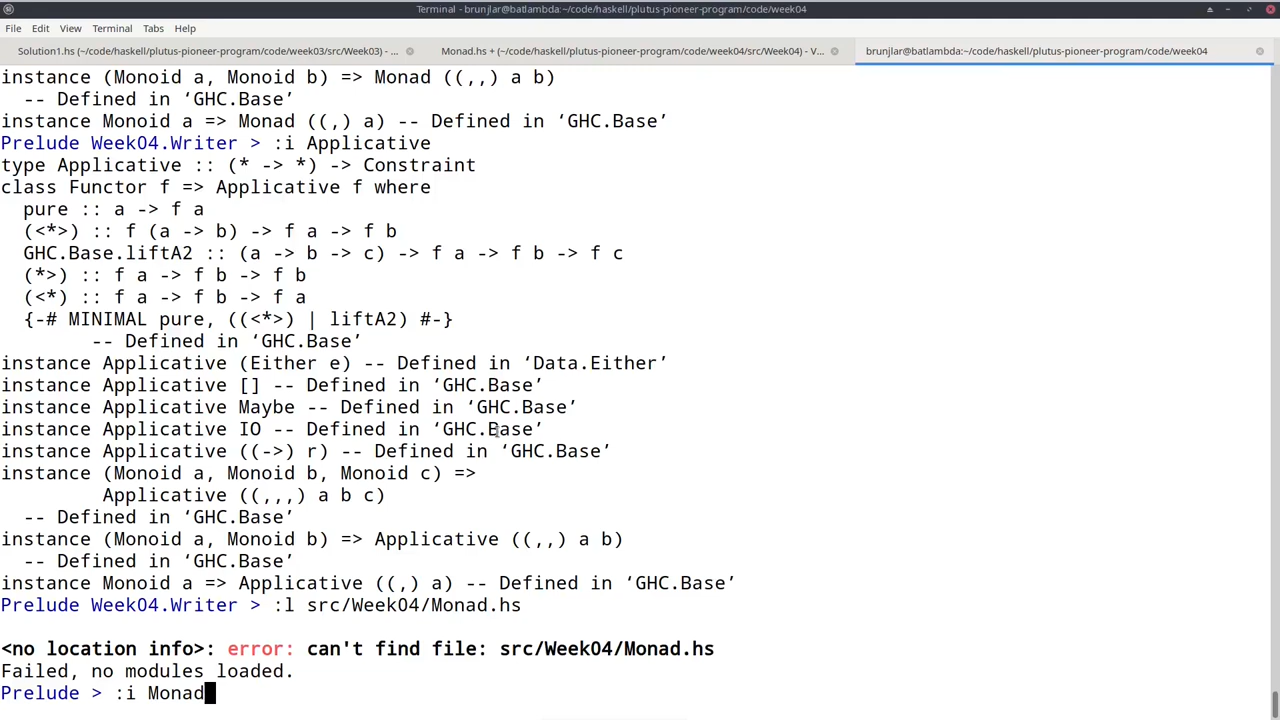 Terminal - brunjlar@batlambda:~/code/haskell/plutus-pioneer-program/code/week04
File Edit View Terminal Tabs Help
Solution1.hs (~/code/haskell/plutus-pioneer-program/code/week03/src/Week03) - ...
Monad.hs + (~/code/haskell/plutus-pioneer-program/code/week04/src/Week04) - V...
brunjlar@batlambda:~/code/haskell/plutus-pioneer-program/code/week04
instance (Monoid a, Monoid b) => Monad ((,,) a b)
  -- Defined in ‘GHC.Base’
instance Monoid a => Monad ((,) a) -- Defined in ‘GHC.Base’
Prelude Week04.Writer > :i Applicative
type Applicative :: (* -> *) -> Constraint
class Functor f => Applicative f where
  pure :: a -> f a
  (<*>) :: f (a -> b) -> f a -> f b
  GHC.Base.liftA2 :: (a -> b -> c) -> f a -> f b -> f c
  (*>) :: f a -> f b -> f b
  (<*) :: f a -> f b -> f a
  {-# MINIMAL pure, ((<*>) | liftA2) #-}
        -- Defined in ‘GHC.Base’
instance Applicative (Either e) -- Defined in ‘Data.Either’
instance Applicative [] -- Defined in ‘GHC.Base’
instance Applicative Maybe -- Defined in ‘GHC.Base’
instance Applicative IO -- Defined in ‘GHC.Base’
instance Applicative ((->) r) -- Defined in ‘GHC.Base’
instance (Monoid a, Monoid b, Monoid c) =>
         Applicative ((,,,) a b c)
  -- Defined in ‘GHC.Base’
instance (Monoid a, Monoid b) => Applicative ((,,) a b)
  -- Defined in ‘GHC.Base’
instance Monoid a => Applicative ((,) a) -- Defined in ‘GHC.Base’
Prelude Week04.Writer > :l src/Week04/Monad.hs
<no location info>: error: can't find file: src/Week04/Monad.hs
Failed, no modules loaded.
Prelude > :i Monad